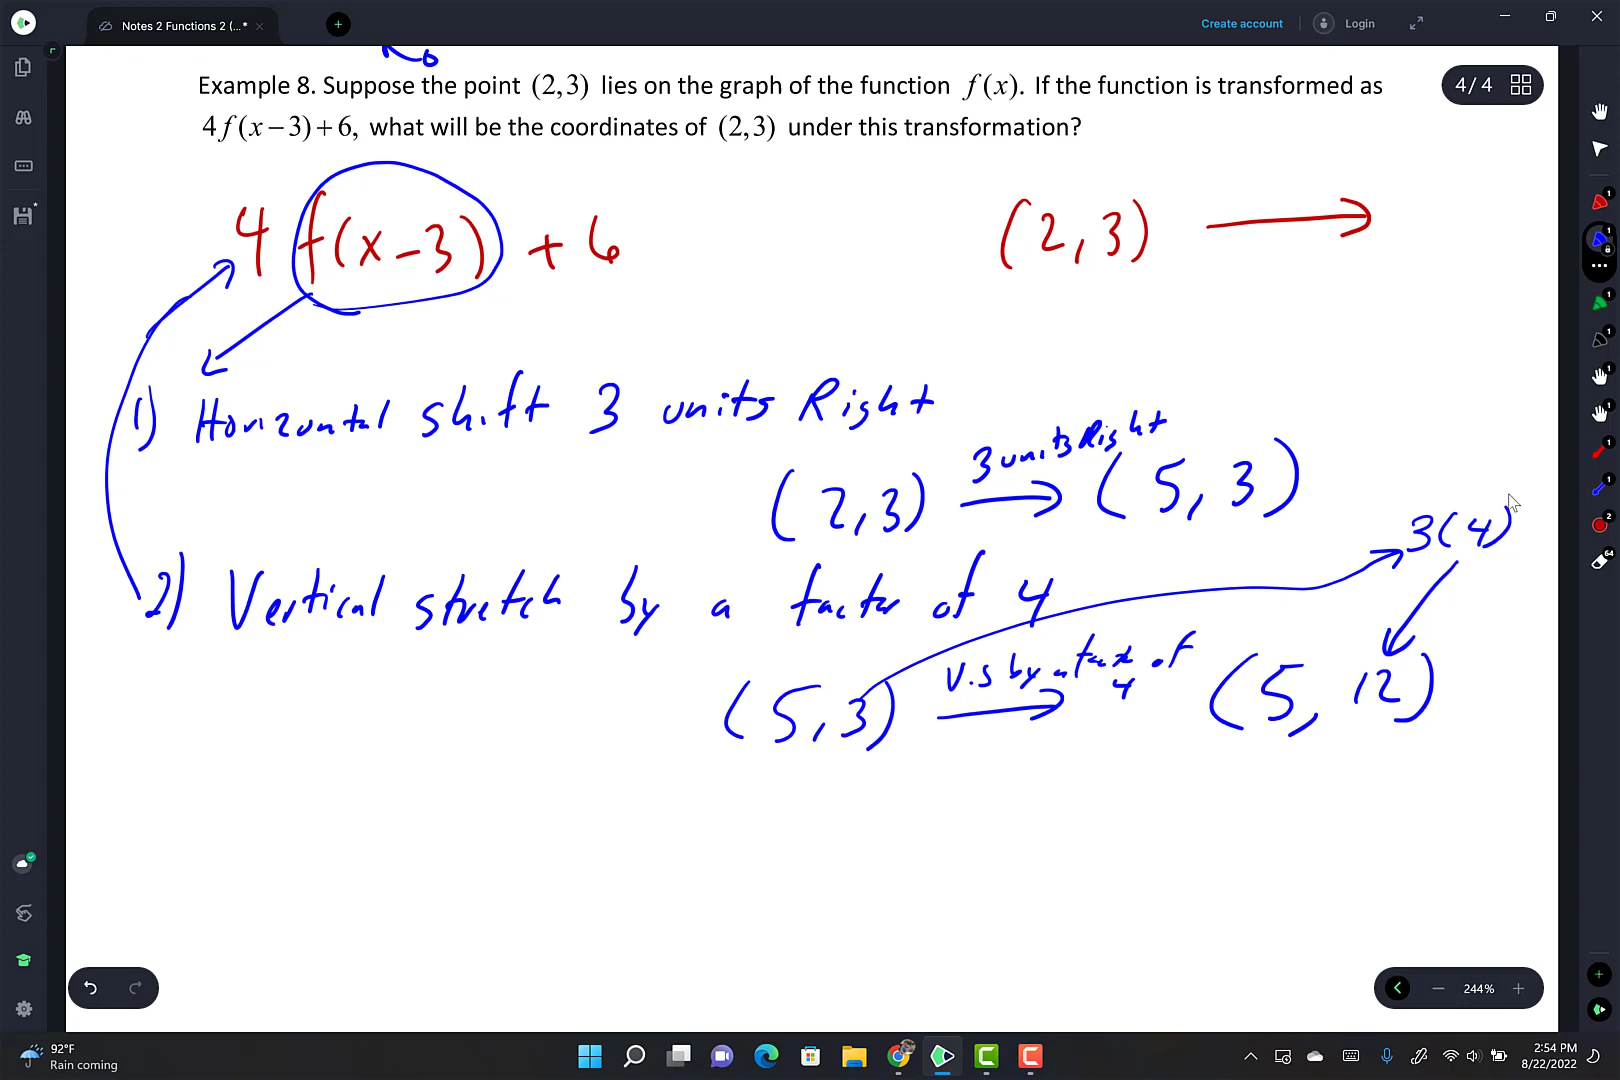 Notes 2 Functions 2 (...*
Create account
Login
Example 8. Suppose the point (2,3) lies on the graph of the function f(x). If the function is transformed as
4f(x−3)+6, what will be the coordinates of (2,3) under this transformation?
4/4
4 f(x-3) + 6
(2,3)
1) Horizontal shift 3 units Right
3 units Right
(2,3) (5,3)
3(4)
2) Vertical stretch by a factor of 4
V.S by a factor of 4
(5,3) (5,12)
244%
92°F
Rain coming
2:54 PM
8/22/2022